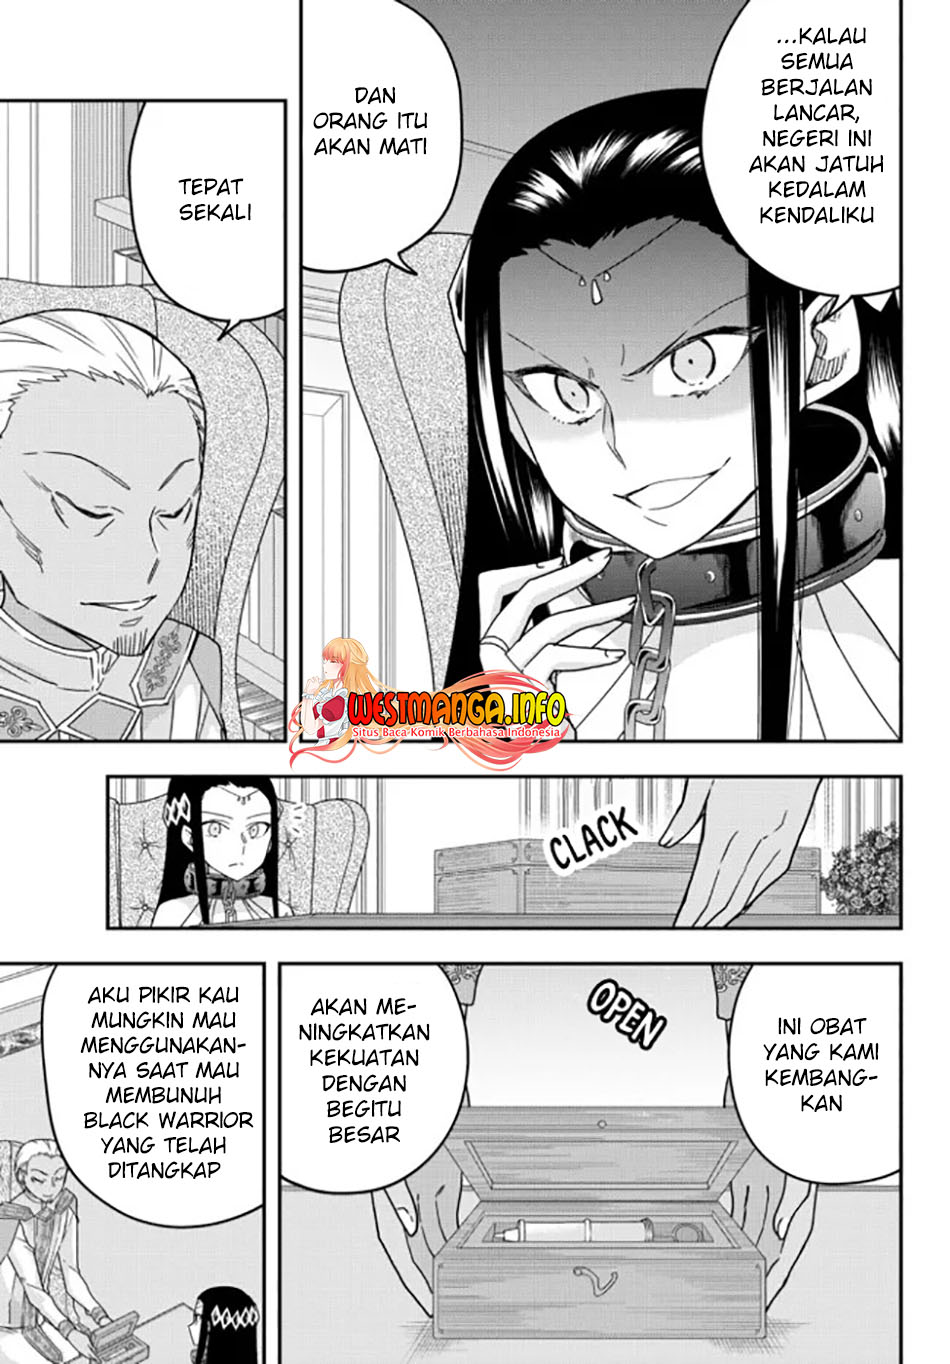 ...KALAU
SEMUA
BERJALAN
LANCAR,
NEGERI INI
AKAN JATUH
KEDALAM
KENDALIKU
DAN
ORANG ITU
AKAN MATI
TEPAT
SEKALI
WESTMANGA.INFO
Situs Baca Komik Berbahasa Indonesia
CLACK
INI OBAT
YANG KAMI
KEMBANG-
KAN
OPEN
AKAN ME-
NINGKATKAN
KEKUATAN
DENGAN
BEGITU
BESAR
AKU PIKIR KAU
MUNGKIN MAU
MENGGUNAKAN-
NYA SAAT MAU
MEMBUNUH
BLACK WARRIOR
YANG TELAH
DITANGKAP